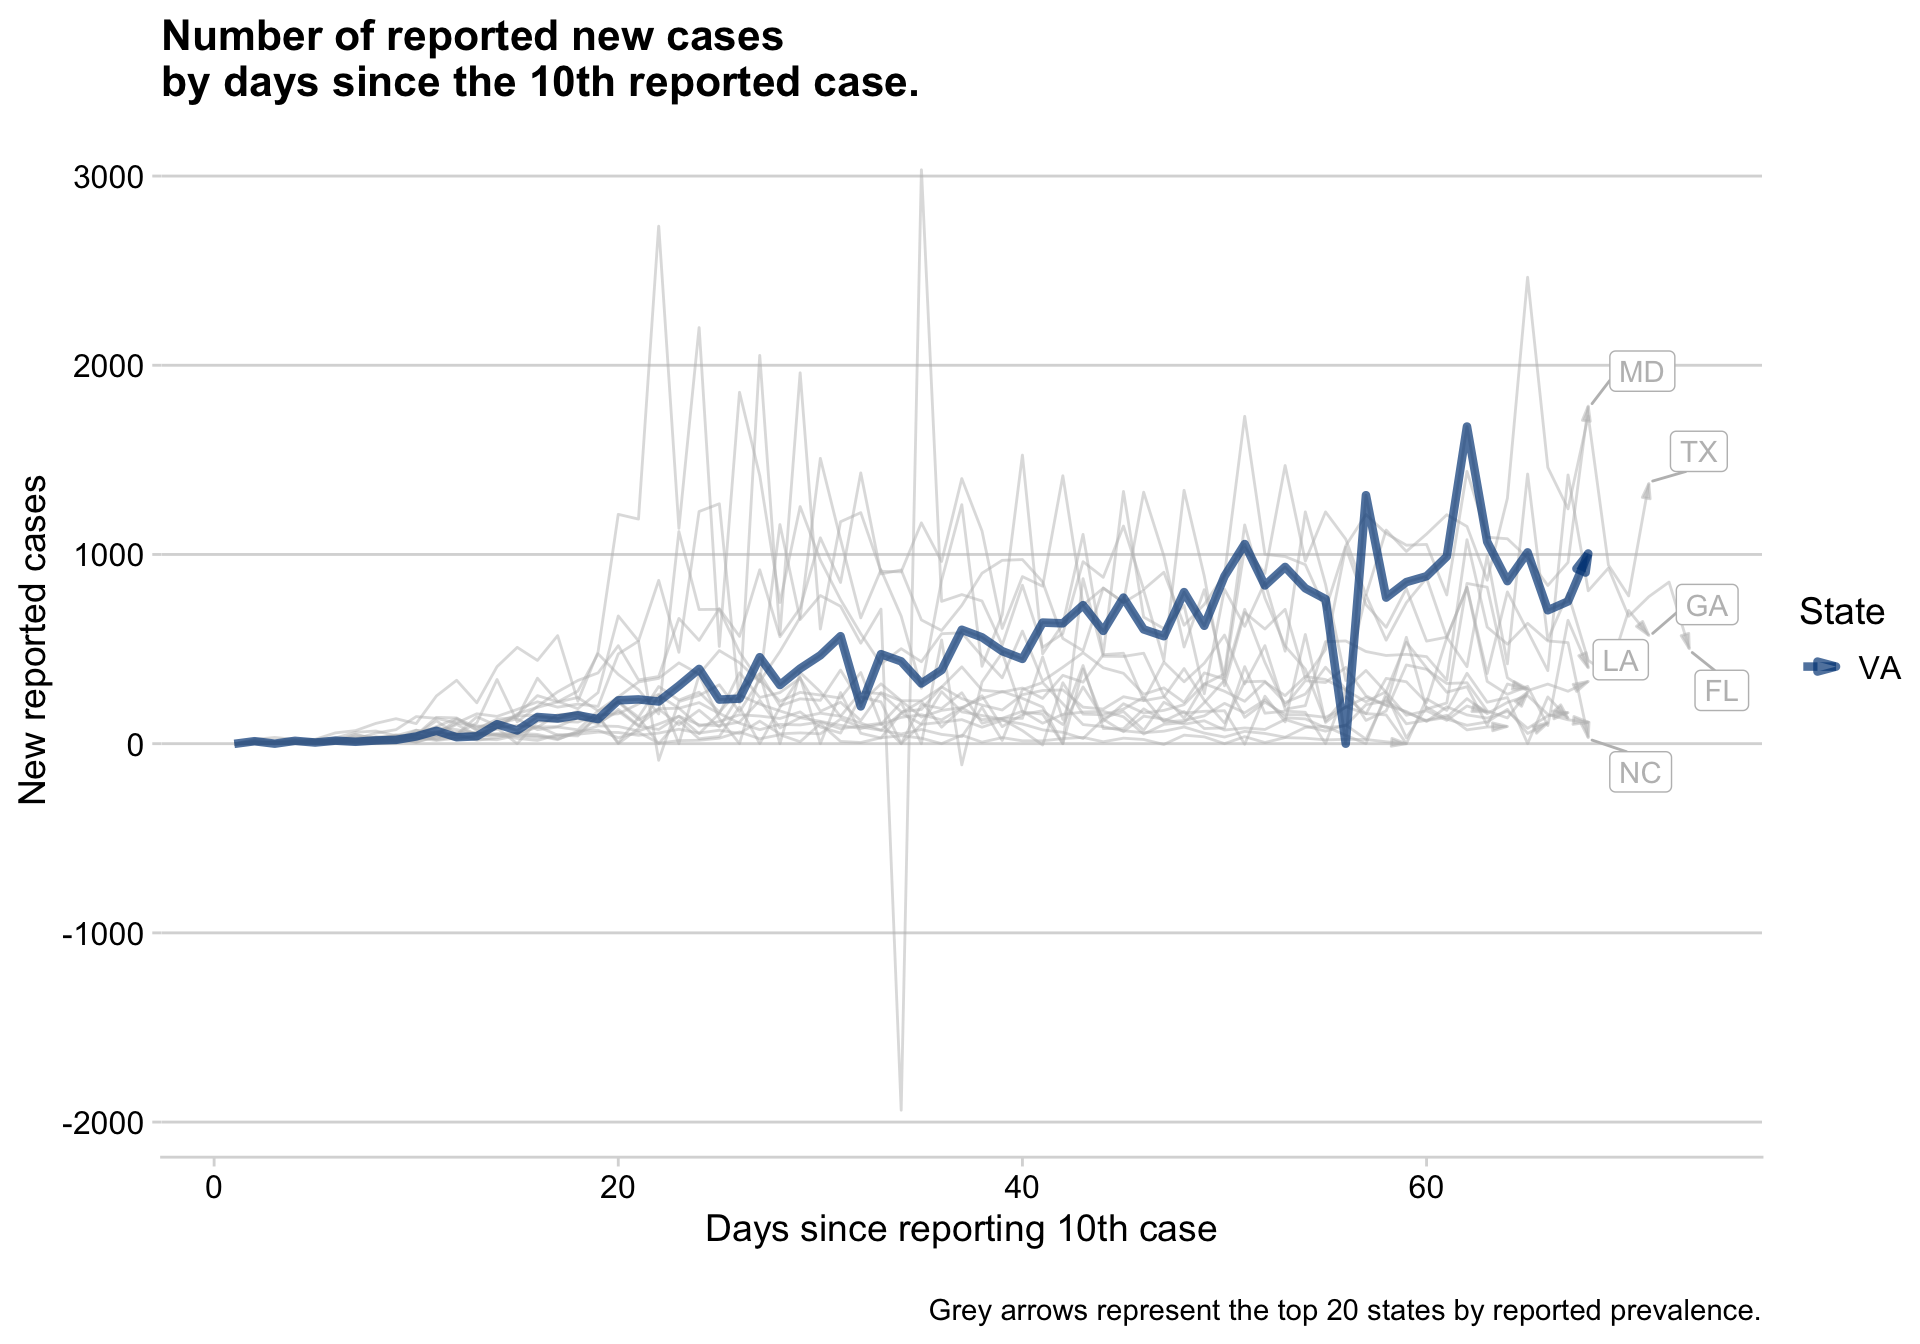 Number of reported new cases
by days since the 10th reported case.
3000
2000
1000
0
-1000
-2000
New reported cases
MD
TX
GA
LA
FL
NC
State
VA
0 20 40 60
Days since reporting 10th case
Grey arrows represent the top 20 states by reported prevalence.